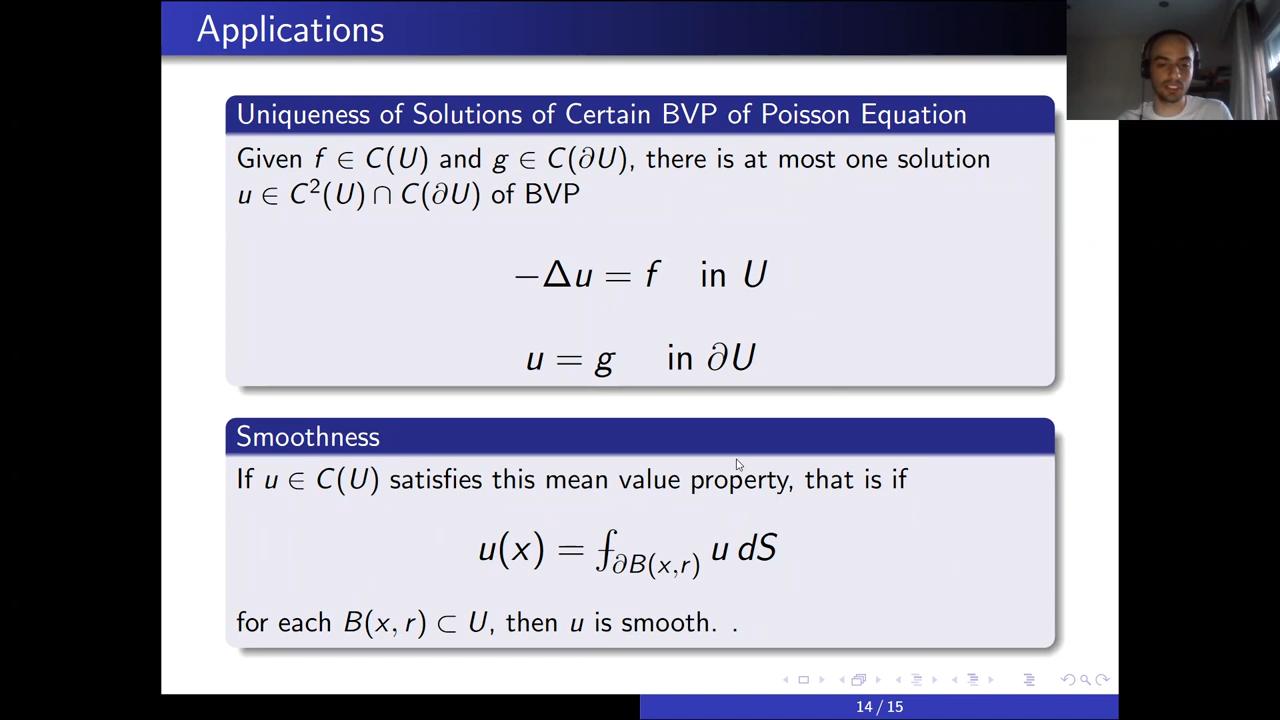 Applications
Uniqueness of Solutions of Certain BVP of Poisson Equation
Given f ∈ C(U) and g ∈ C(∂U), there is at most one solution
u ∈ C²(U) ∩ C(∂U) of BVP
−Δu = f in U
u = g in ∂U
Smoothness
If u ∈ C(U) satisfies this mean value property, that is if
u(x) = ⨍_{∂B(x,r)} u dS
for each B(x, r) ⊂ U, then u is smooth. .
14 / 15